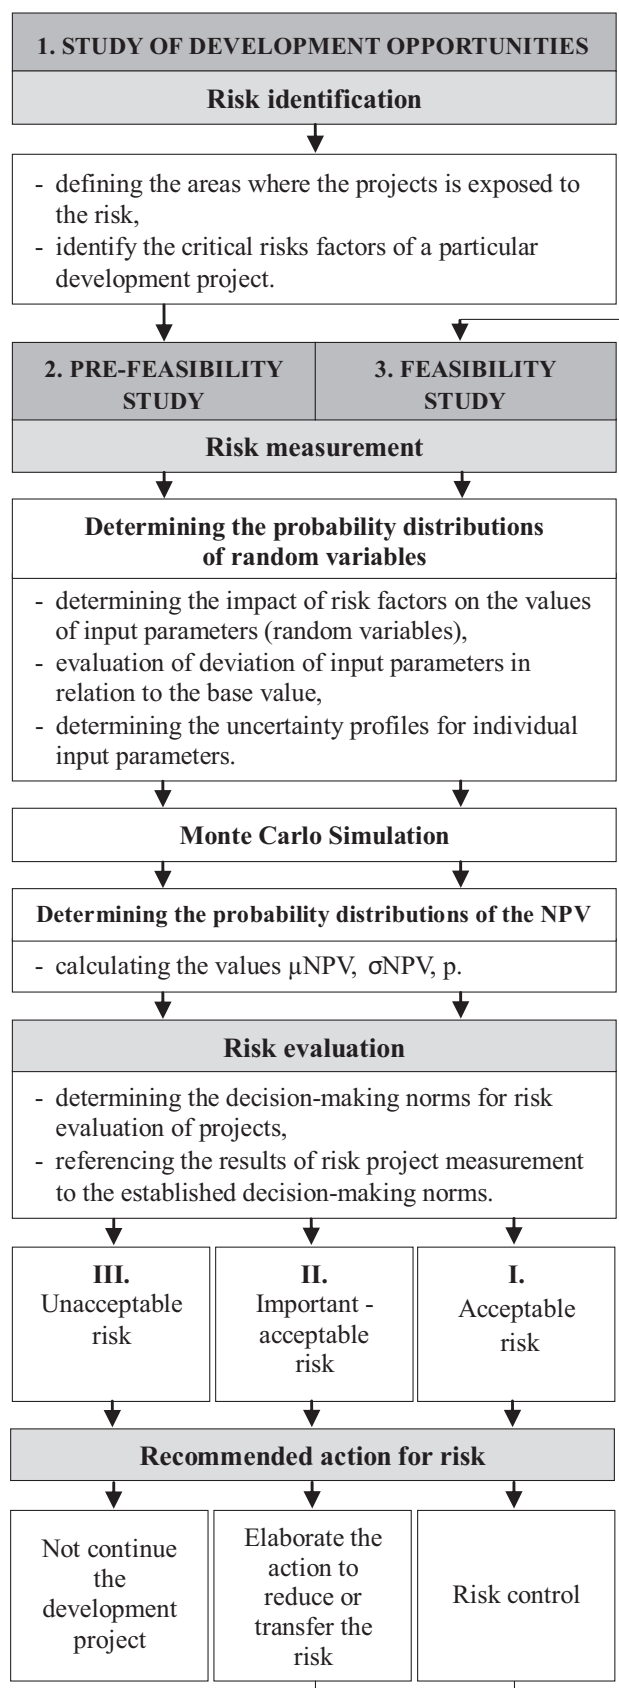 1. STUDY OF DEVELOPMENT OPPORTUNITIES
Risk identification
- defining the areas where the projects is exposed to
the risk,
- identify the critical risks factors of a particular
development project.
2. PRE-FEASIBILITY
STUDY
3. FEASIBILITY
STUDY
Risk measurement
Determining the probability distributions
of random variables
- determining the impact of risk factors on the values
of input parameters (random variables),
- evaluation of deviation of input parameters in
relation to the base value,
- determining the uncertainty profiles for individual
input parameters.
Monte Carlo Simulation
Determining the probability distributions of the NPV
- calculating the values μNPV, σNPV, p.
Risk evaluation
- determining the decision-making norms for risk
evaluation of projects,
- referencing the results of risk project measurement
to the established decision-making norms.
III.
Unacceptable
risk
II.
Important -
acceptable
risk
I.
Acceptable
risk
Recommended action for risk
Not continue
the
development
project
Elaborate the
action to
reduce or
transfer the
risk
Risk control